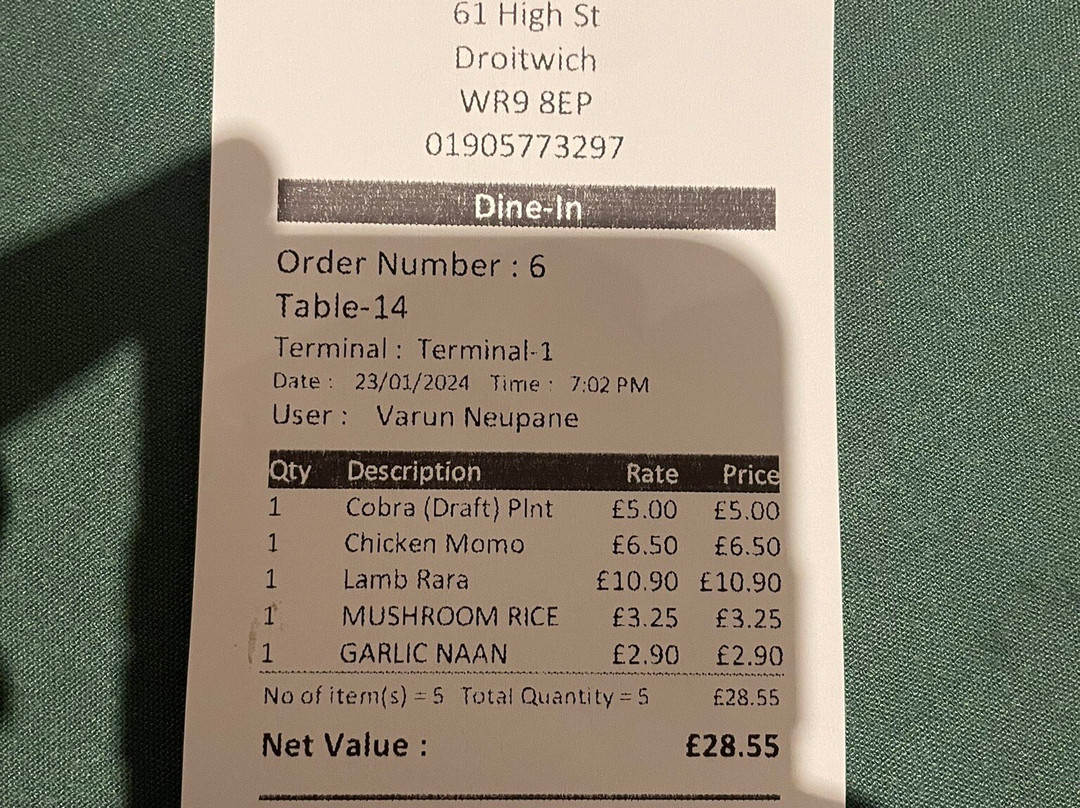 61 High St
Droitwich
WR9 8EP
01905773297
Dine-In
Order Number : 6
Table-14
Terminal : Terminal-1
Date : 23/01/2024 Time : 7:02 PM
User : Varun Neupane
Qty Description Rate Price
1 Cobra (Draft) PInt £5.00 £5.00
1 Chicken Momo £6.50 £6.50
1 Lamb Rara £10.90 £10.90
1 MUSHROOM RICE £3.25 £3.25
1 GARLIC NAAN £2.90 £2.90
No of item(s) = 5 Total Quantity = 5 £28.55
Net Value : £28.55